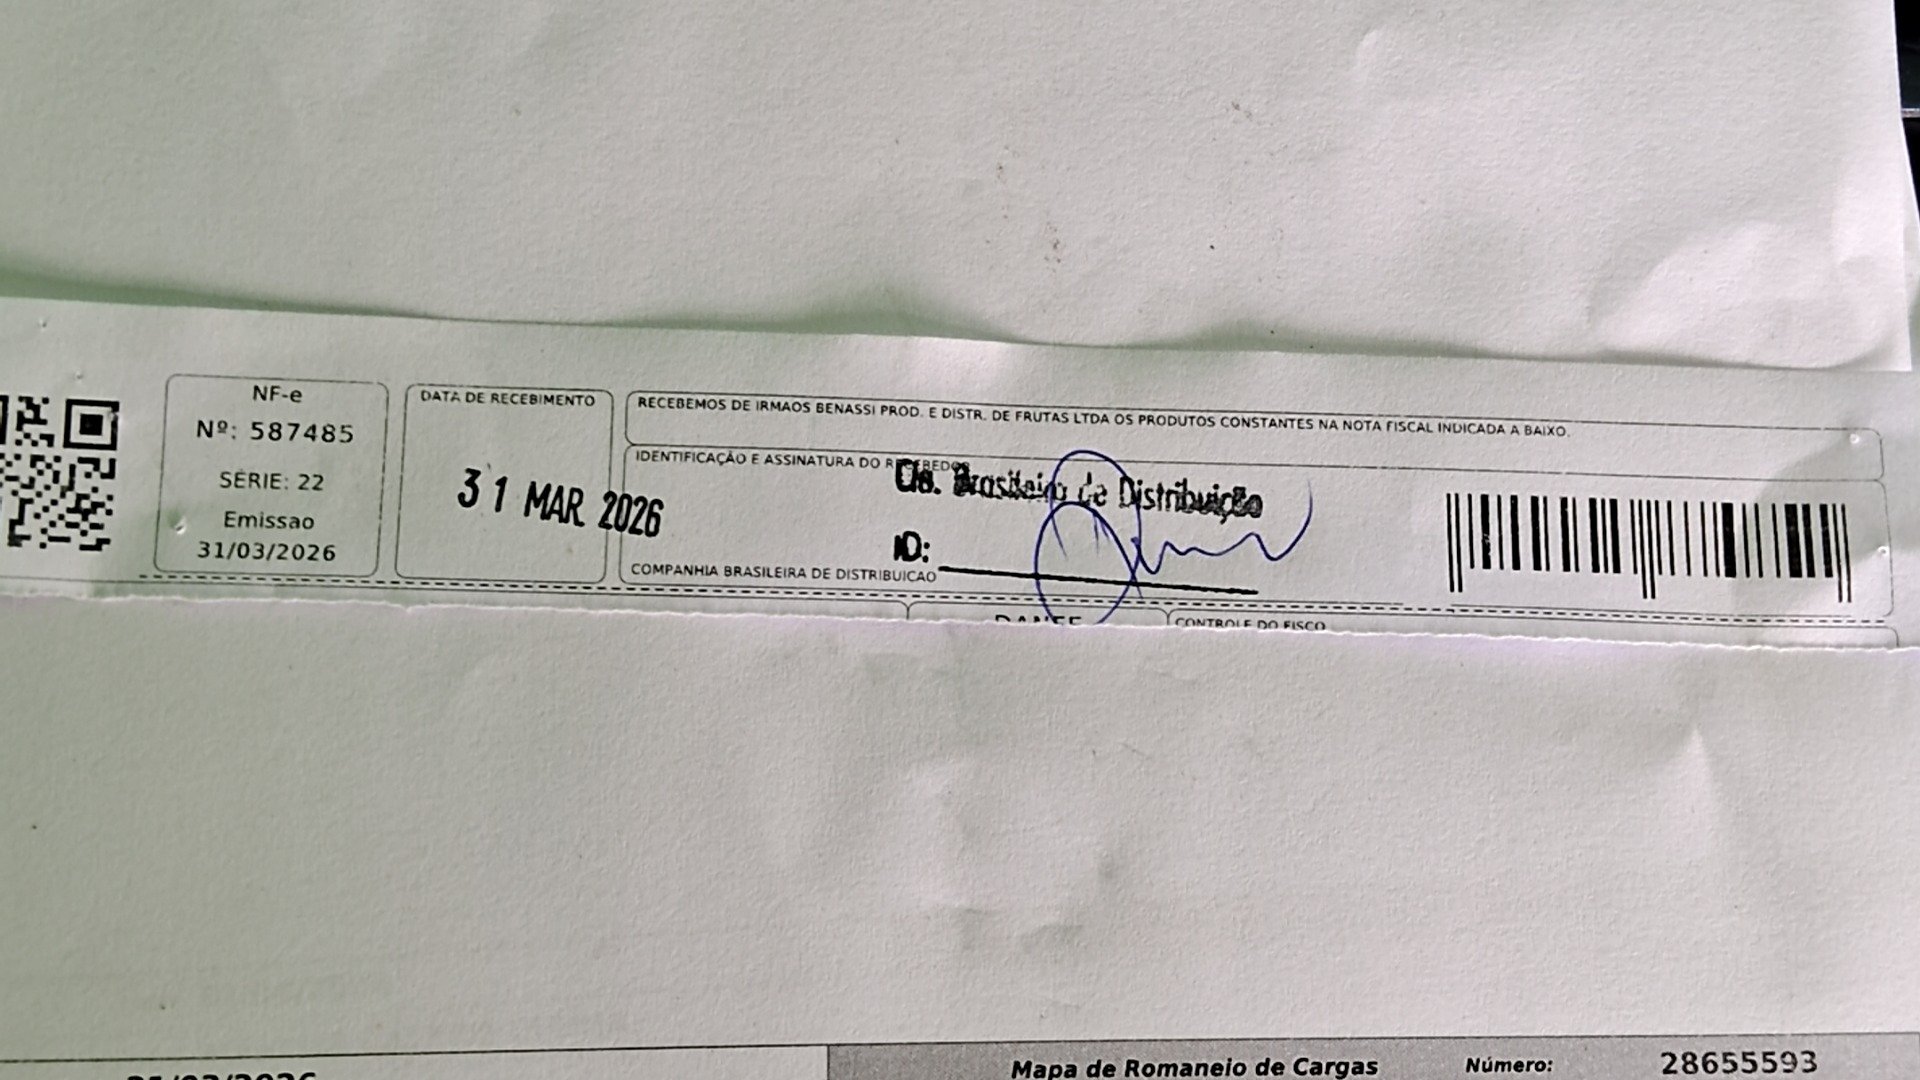 NF-e
Nº: 587485
SÉRIE: 22
Emissao
31/03/2026
DATA DE RECEBIMENTO
31 MAR 2026
RECEBEMOS DE IRMAOS BENASSI PROD. E DISTR. DE FRUTAS LTDA OS PRODUTOS CONSTANTES NA NOTA FISCAL INDICADA A BAIXO.
IDENTIFICAÇÃO E ASSINATURA DO RECEBEDOR
Cia. Brasileira de Distribuição
ID:
COMPANHIA BRASILEIRA DE DISTRIBUICAO
DANFE
CONTROLE DO FISCO
Mapa de Romaneio de Cargas Número: 28655593